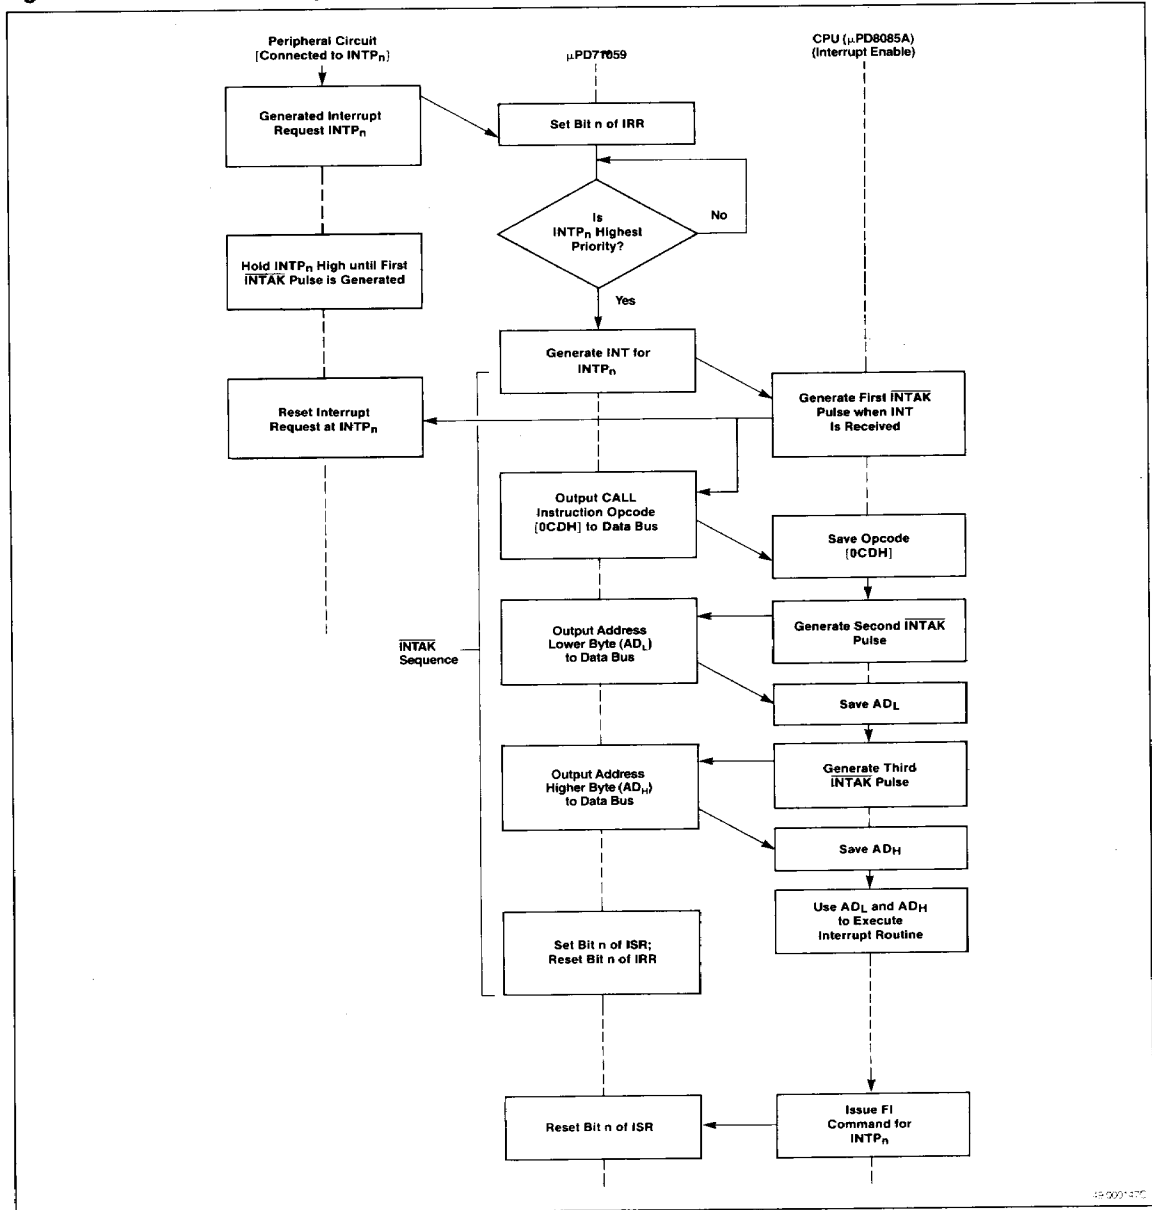 Peripheral Circuit
[Connected to INTPn]
μPD71059
CPU (μPD8085A)
(Interrupt Enable)
Generated Interrupt
Request INTPn
Set Bit n of IRR
Is
INTPn Highest
Priority?
No
Yes
Hold INTPn High until First
INTAK Pulse is Generated
Generate INT for
INTPn
Reset Interrupt
Request at INTPn
Generate First INTAK
Pulse when INT
Is Received
Output CALL
Instruction Opcode
[0CDH] to Data Bus
Save Opcode
[0CDH]
INTAK
Sequence
Output Address
Lower Byte (ADL)
to Data Bus
Generate Second INTAK
Pulse
Save ADL
Output Address
Higher Byte (ADH)
to Data Bus
Generate Third
INTAK Pulse
Save ADH
Use ADL and ADH
to Execute
Interrupt Routine
Set Bit n of ISR;
Reset Bit n of IRR
Reset Bit n of ISR
Issue FI
Command for
INTPn